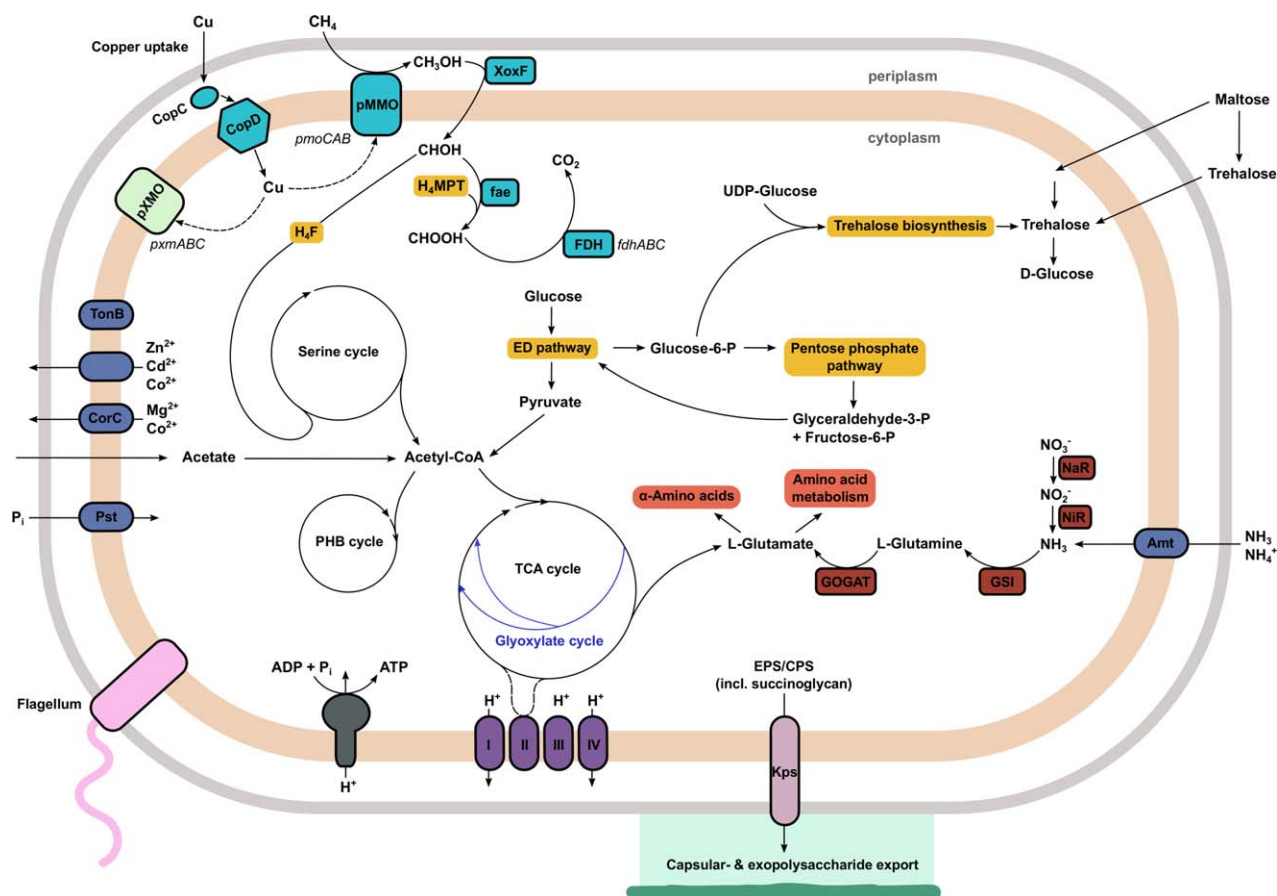 Cu
Copper uptake
CopC
CopD
Cu
pXMO
pxmABC
CH₄
CH₃OH
XoxF
pMMO
pmoCAB
CHOH
H₄MPT
fae
CO₂
CHOOH
FDH
fdhABC
H₄F
periplasm
cytoplasm
Maltose
Trehalose
UDP-Glucose
Trehalose biosynthesis
Trehalose
D-Glucose
TonB
Zn²⁺
Cd²⁺
Co²⁺
CorC
Mg²⁺
Co²⁺
Serine cycle
Glucose
ED pathway
Glucose-6-P
Pentose phosphate
pathway
Pyruvate
Glyceraldehyde-3-P
+ Fructose-6-P
Acetate
Acetyl-CoA
Pᵢ
Pst
PHB cycle
TCA cycle
Glyoxylate cycle
α-Amino acids
Amino acid
metabolism
L-Glutamate
GOGAT
L-Glutamine
GSI
NO₃⁻
NaR
NO₂⁻
NiR
NH₃
Amt
NH₃
NH₄⁺
Flagellum
ADP + Pᵢ
ATP
H⁺
H⁺
H⁺
H⁺
I
II
III
IV
EPS/CPS
(incl. succinoglycan)
Kps
Capsular- & exopolysaccharide export